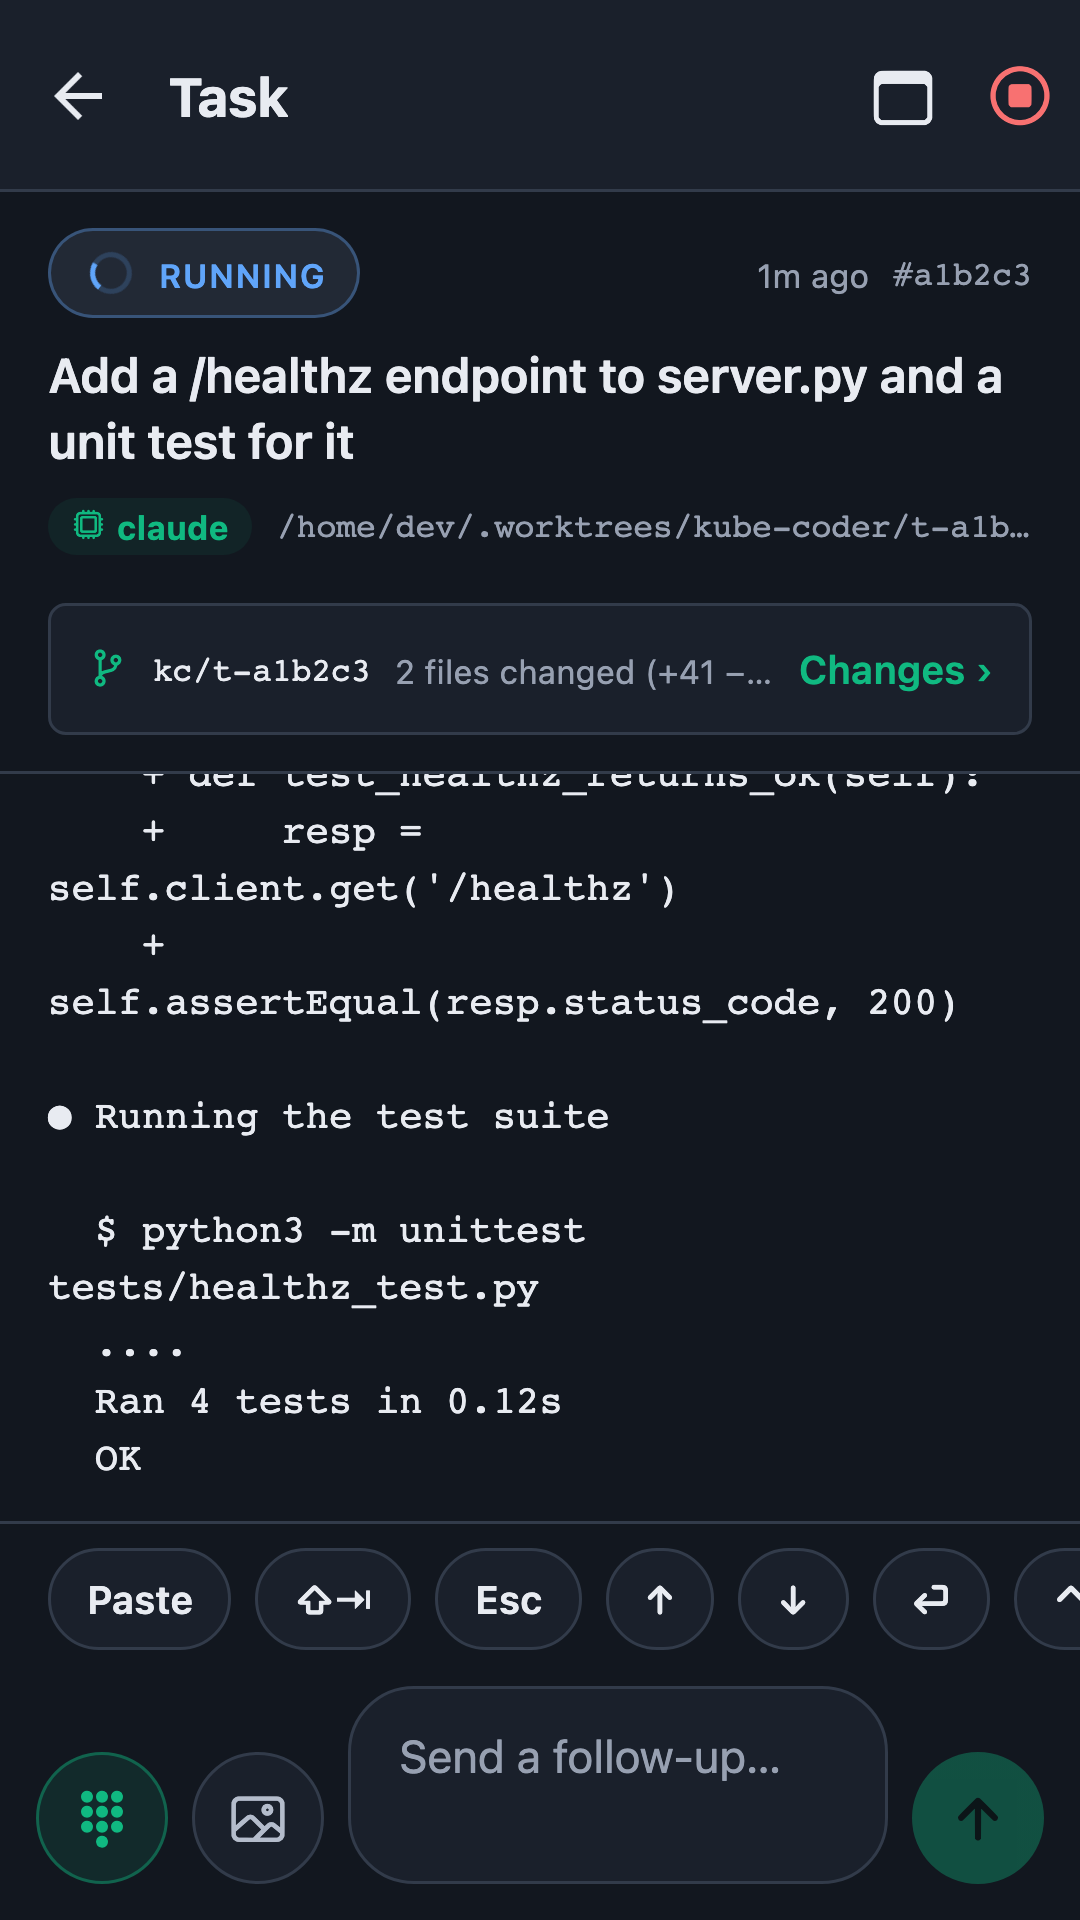 Task
RUNNING
1m ago #a1b2c3
Add a /healthz endpoint to server.py and a
unit test for it
claude /home/dev/.worktrees/kube-coder/t-a1b…
kc/t-a1b2c3 2 files changed (+41 –… Changes ›
+ def test_healthz_returns_ok(self):
+ resp =
self.client.get('/healthz')
+
self.assertEqual(resp.status_code, 200)
● Running the test suite
$ python3 -m unittest
tests/healthz_test.py
....
Ran 4 tests in 0.12s
OK
Paste
Esc
Send a follow-up...